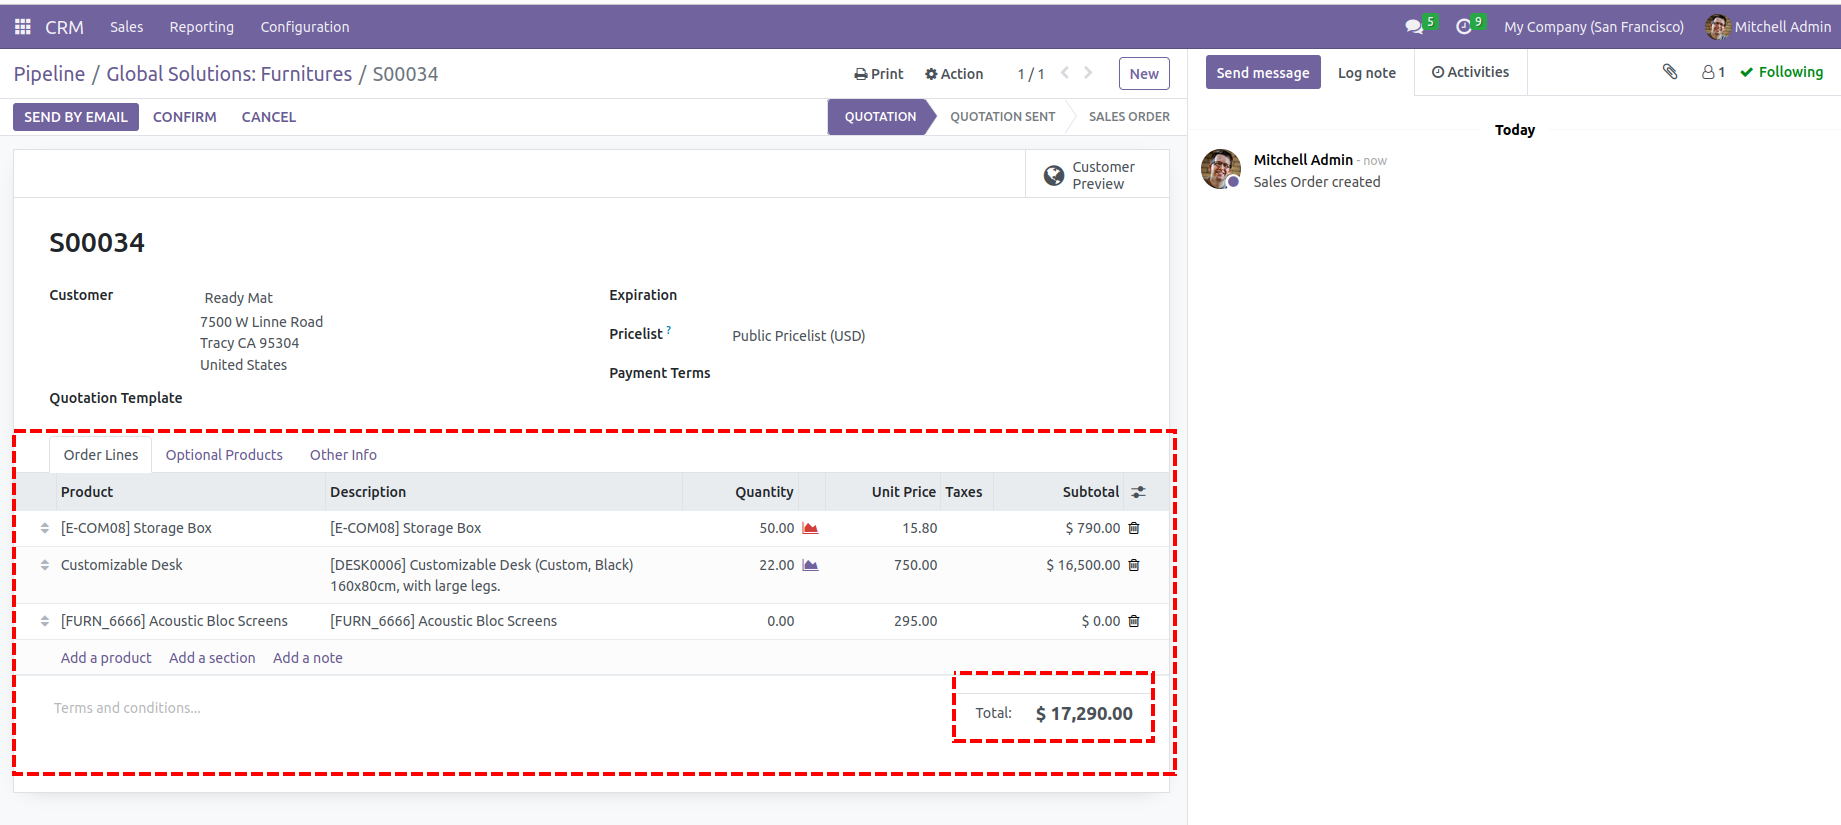 CRM Sales Reporting Configuration 5 9 My Company (San Francisco) Mitchell Admin
Pipeline / Global Solutions: Furnitures / S00034 Print Action 1 / 1 New
SEND BY EMAIL CONFIRM CANCEL QUOTATION QUOTATION SENT SALES ORDER
Customer
Preview
S00034
Customer Ready Mat
7500 W Linne Road
Tracy CA 95304
United States
Quotation Template
Expiration
Pricelist ? Public Pricelist (USD)
Payment Terms
Order Lines Optional Products Other Info
Product Description Quantity Unit Price Taxes Subtotal
[E-COM08] Storage Box [E-COM08] Storage Box 50.00 15.80 $ 790.00
Customizable Desk [DESK0006] Customizable Desk (Custom, Black) 22.00 750.00 $ 16,500.00
160x80cm, with large legs.
[FURN_6666] Acoustic Bloc Screens [FURN_6666] Acoustic Bloc Screens 0.00 295.00 $ 0.00
Add a product Add a section Add a note
Terms and conditions...
Total: $ 17,290.00
Send message Log note Activities 1 Following
Today
Mitchell Admin - now
Sales Order created